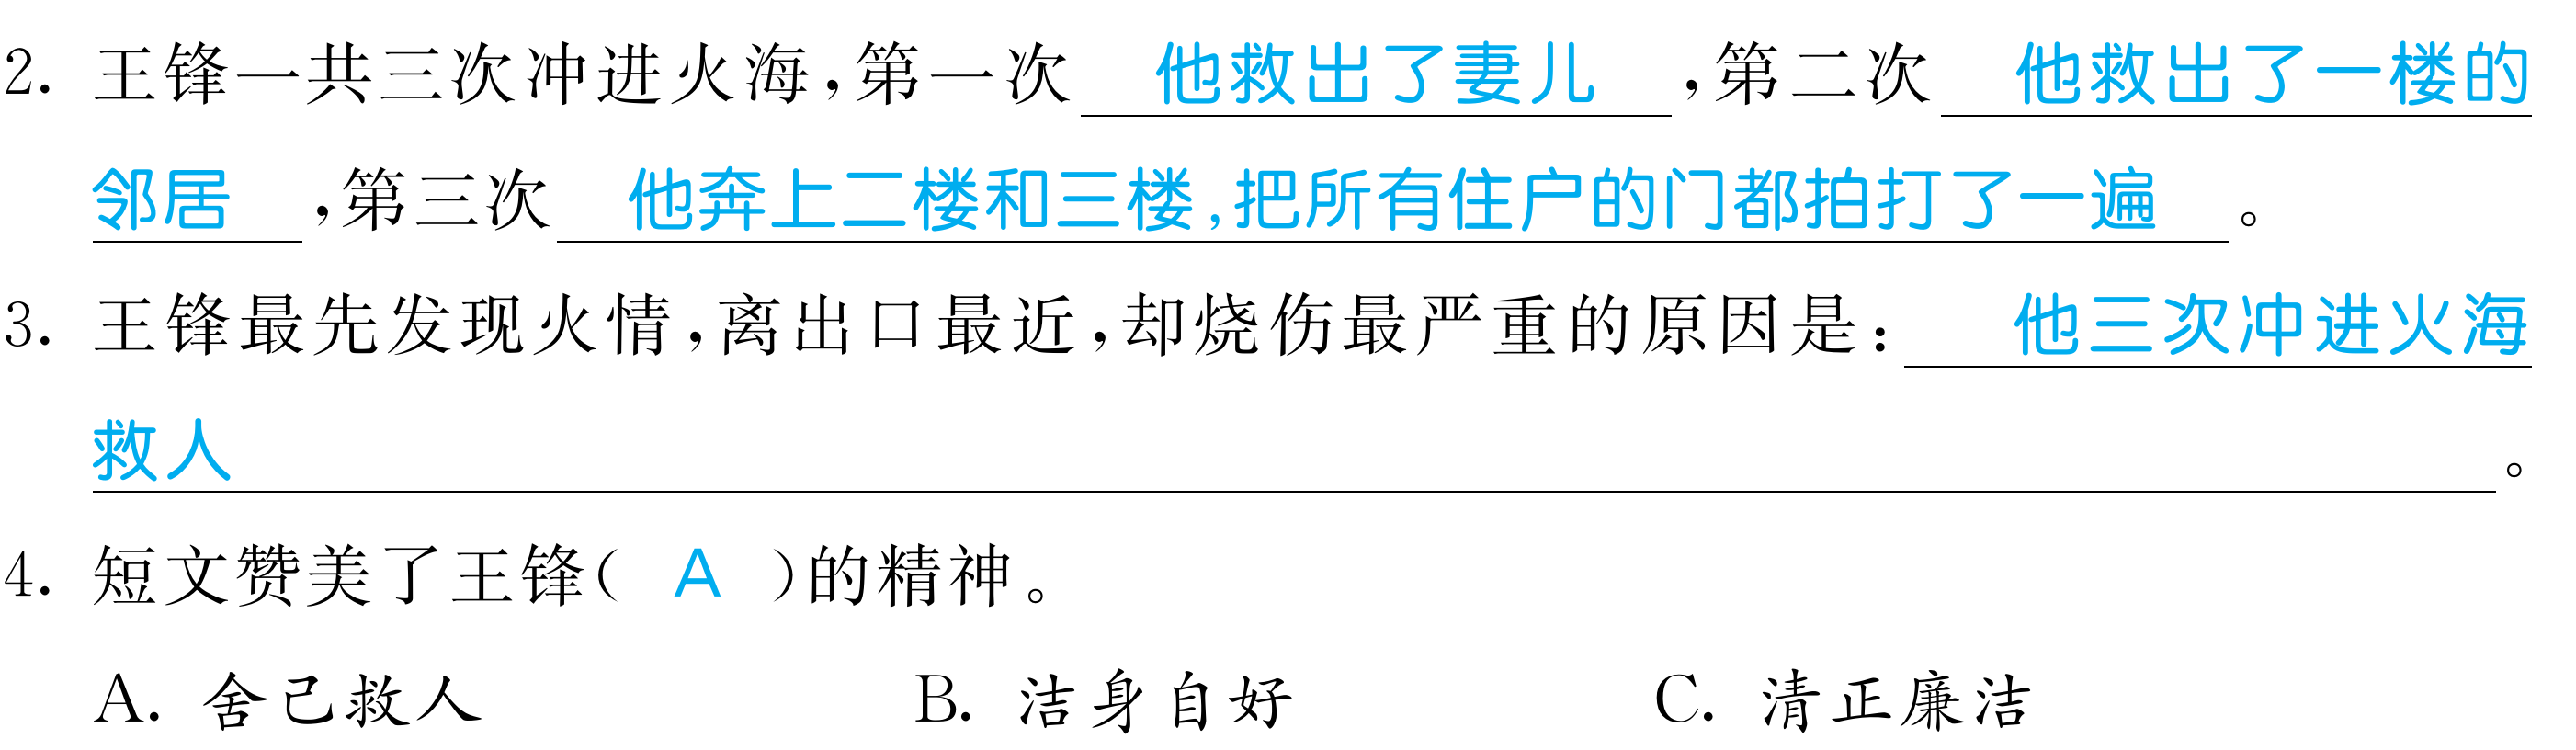 2. 王锋一共三次冲进火海,第一次 他救出了妻儿 ,第二次 他救出了一楼的
邻居 ,第三次 他奔上二楼和三楼,把所有住户的门都拍打了一遍 。
3. 王锋最先发现火情,离出口最近,却烧伤最严重的原因是: 他三次冲进火海
救人 。
4. 短文赞美了王锋( A )的精神。
A. 舍己救人 B. 洁身自好 C. 清正廉洁